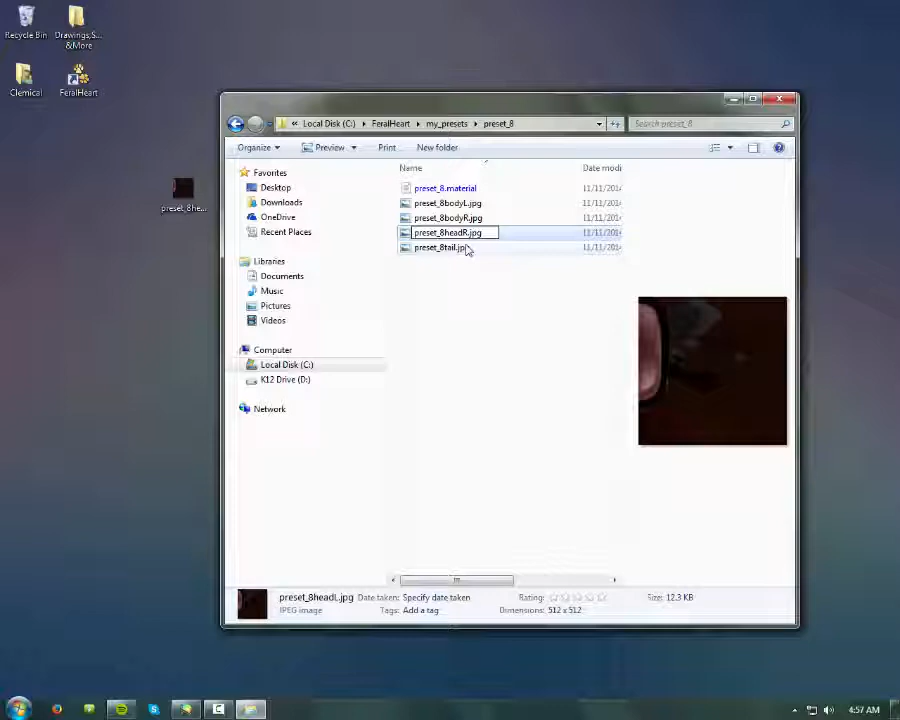 Recycle Bin
Drawings;S...
&More
Clemical
FeralHeart
preset_8he...
« Local Disk (C:) FeralHeart my_presets preset_8
Search preset_8
Organize Preview Print New folder
Name Date modi
Favorites
Desktop
Downloads
OneDrive
Recent Places
Libraries
Documents
Music
Pictures
Videos
Computer
Local Disk (C:)
K12 Drive (D:)
Network
preset_8.material 11/11/2014
preset_8bodyL.jpg 11/11/2014
preset_8bodyR.jpg 11/11/2014
preset_8headR.jpg 11/11/2014
preset_8tail.jp 11/11/2014
preset_8headL.jpg Date taken: Specify date taken Rating: Size: 12.3 KB
JPEG image Tags: Add a tag Dimensions: 512 x 512
4:57 AM